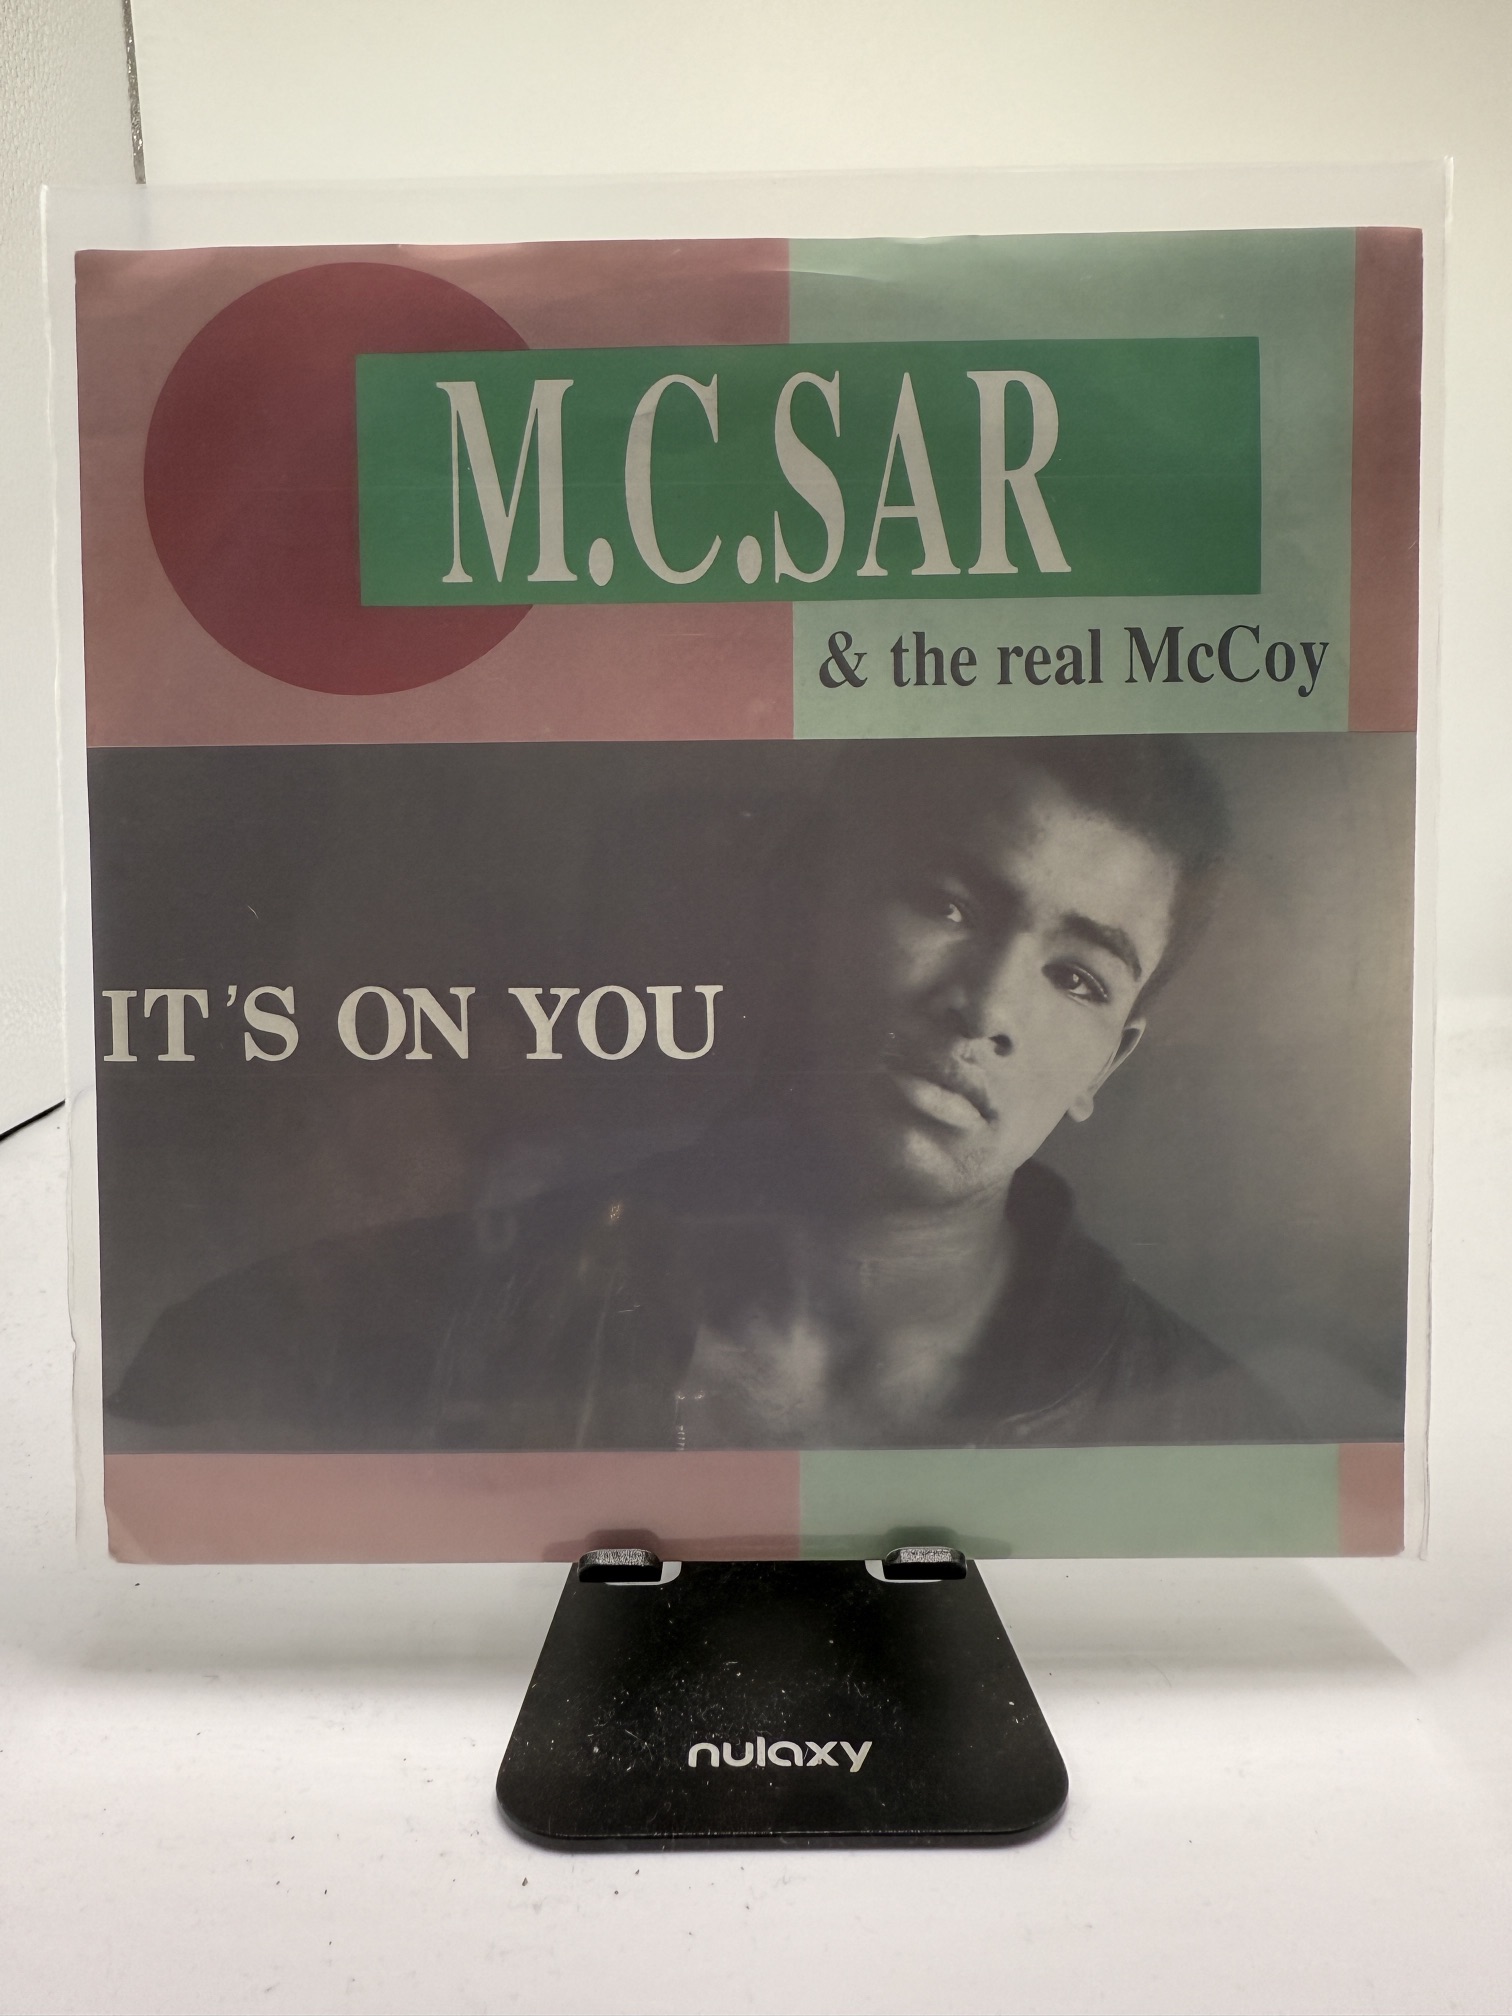 M.C.SAR
& the real McCoy
IT'S ON YOU
nulaxy